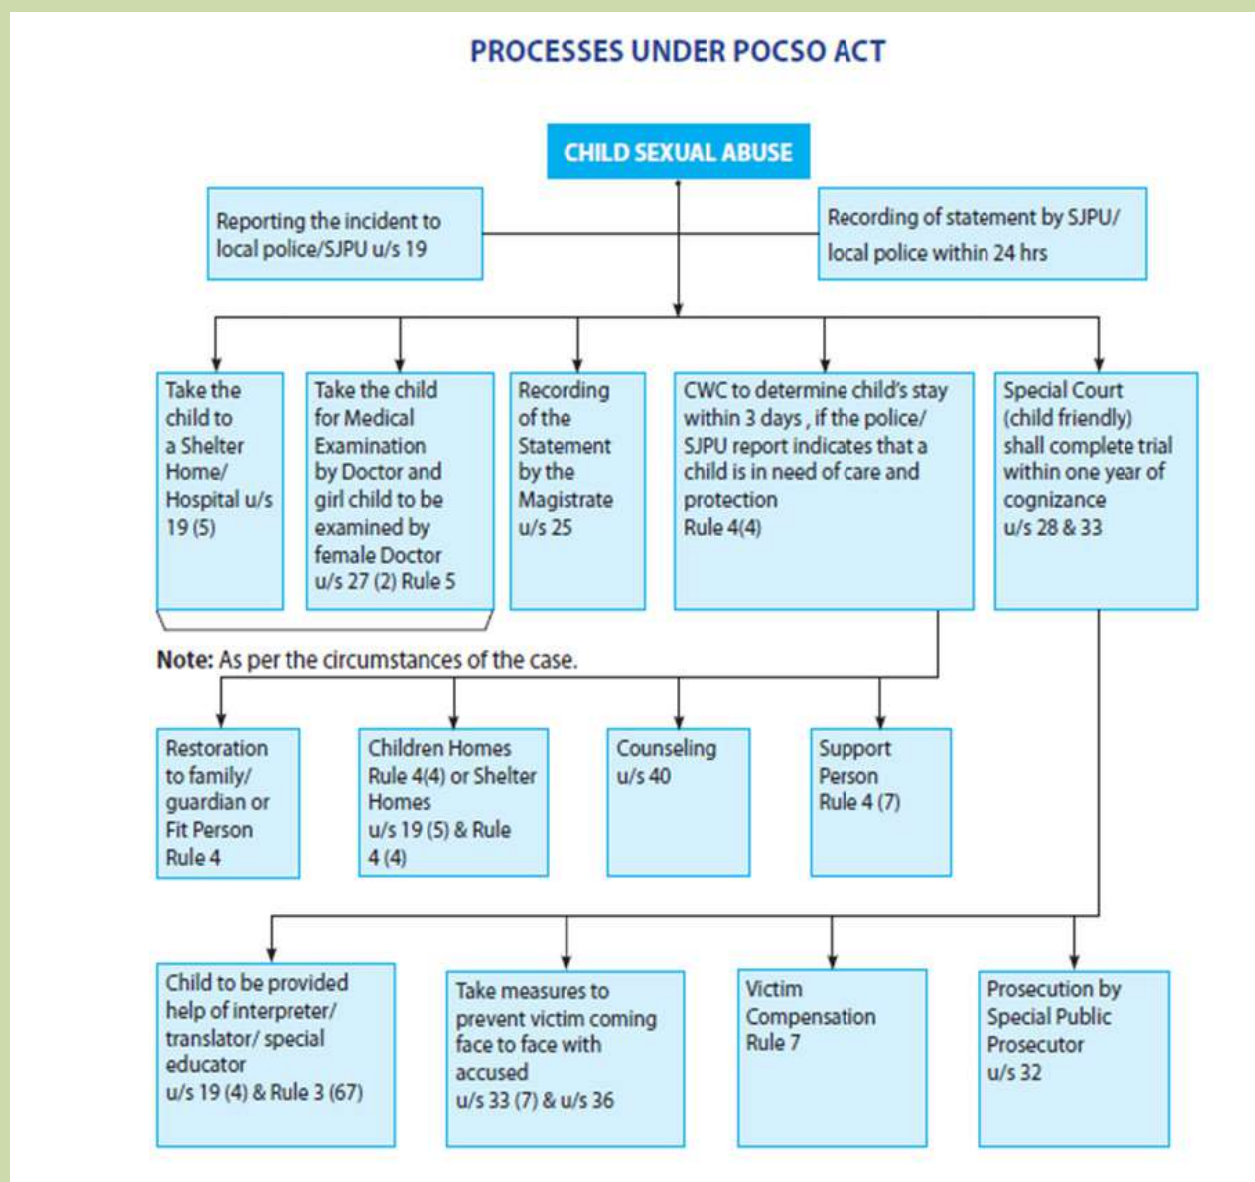 PROCESSES UNDER POCSO ACT
CHILD SEXUAL ABUSE
Reporting the incident to
local police/SJPU u/s 19
Recording of statement by SJPU/
local police within 24 hrs
Take the
child to
a Shelter
Home/
Hospital u/s
19 (5)
Take the child
for Medical
Examination
by Doctor and
girl child to be
examined by
female Doctor
u/s 27 (2) Rule 5
Recording
of the
Statement
by the
Magistrate
u/s 25
CWC to determine child's stay
within 3 days , if the police/
SJPU report indicates that a
child is in need of care and
protection
Rule 4(4)
Special Court
(child friendly)
shall complete trial
within one year of
cognizance
u/s 28 & 33
Note: As per the circumstances of the case.
Restoration
to family/
guardian or
Fit Person
Rule 4
Children Homes
Rule 4(4) or Shelter
Homes
u/s 19 (5) & Rule
4 (4)
Counseling
u/s 40
Support
Person
Rule 4 (7)
Child to be provided
help of interpreter/
translator/ special
educator
u/s 19 (4) & Rule 3 (67)
Take measures to
prevent victim coming
face to face with
accused
u/s 33 (7) & u/s 36
Victim
Compensation
Rule 7
Prosecution by
Special Public
Prosecutor
u/s 32